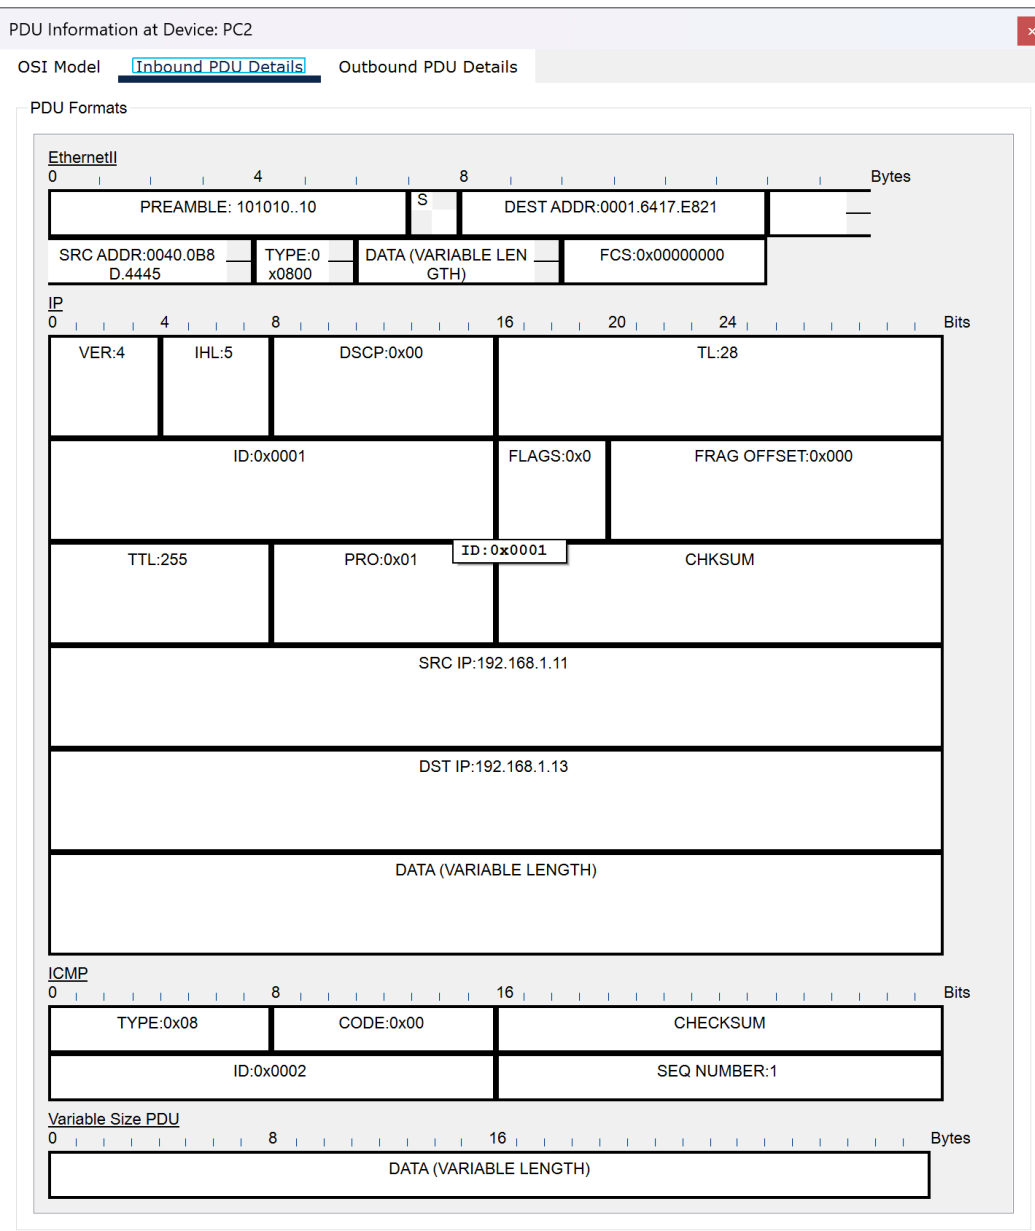 PDU Information at Device: PC2
OSI Model Inbound PDU Details Outbound PDU Details
PDU Formats
EthernetII
0 4 8 Bytes
PREAMBLE: 101010..10 S DEST ADDR:0001.6417.E821
SRC ADDR:0040.0B8 TYPE:0 DATA (VARIABLE LEN FCS:0x00000000
D.4445 x0800 GTH)
IP
0 4 8 16 20 24 Bits
VER:4 IHL:5 DSCP:0x00 TL:28
ID:0x0001 FLAGS:0x0 FRAG OFFSET:0x000
ID:0x0001
TTL:255 PRO:0x01 CHKSUM
SRC IP:192.168.1.11
DST IP:192.168.1.13
DATA (VARIABLE LENGTH)
ICMP
0 8 16 Bits
TYPE:0x08 CODE:0x00 CHECKSUM
ID:0x0002 SEQ NUMBER:1
Variable Size PDU
0 8 16 Bytes
DATA (VARIABLE LENGTH)